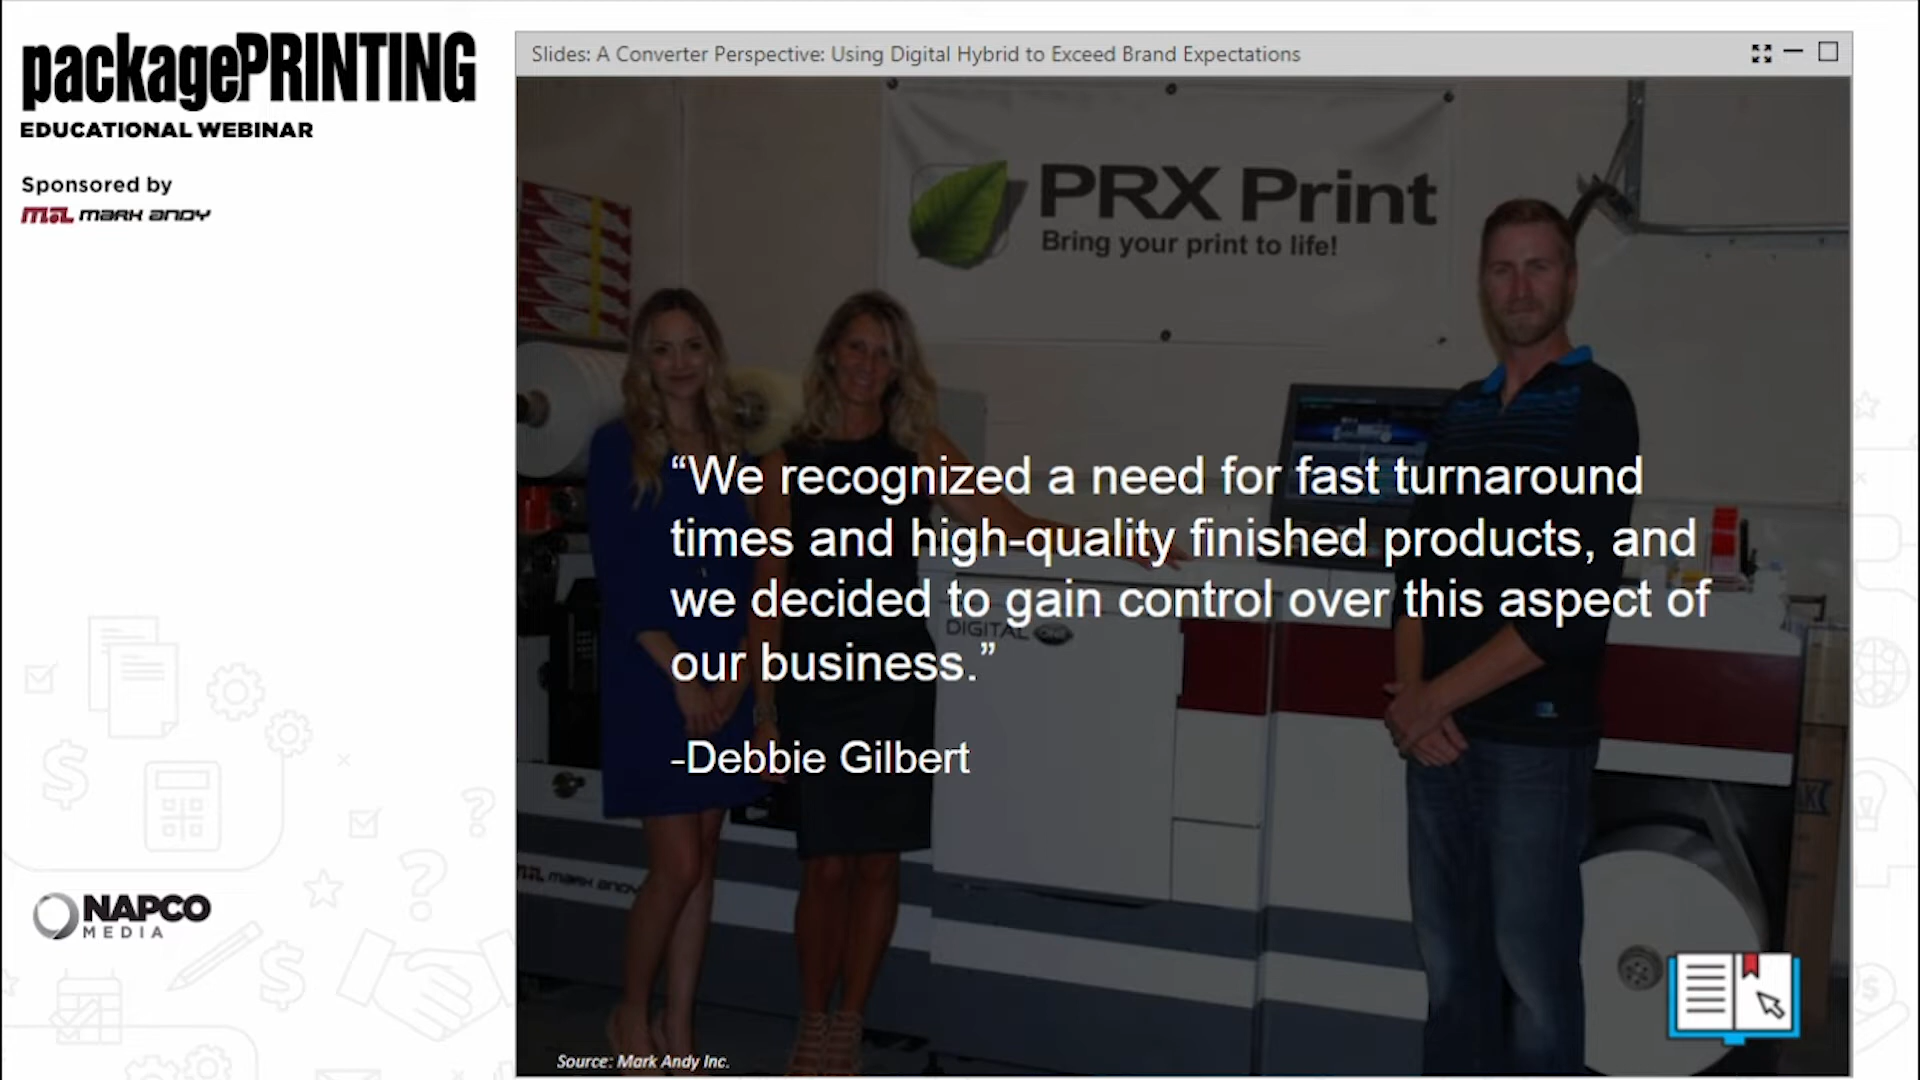 packagePRINTING
EDUCATIONAL WEBINAR
Sponsored by
MARK ANDY
Slides: A Converter Perspective: Using Digital Hybrid to Exceed Brand Expectations
PRX Print
Bring your print to life!
“We recognized a need for fast turnaround
times and high-quality finished products, and
we decided to gain control over this aspect of
our business.”
-Debbie Gilbert
DIGITAL ONE
MARK ANDY
NAPCO
MEDIA
Source: Mark Andy Inc.